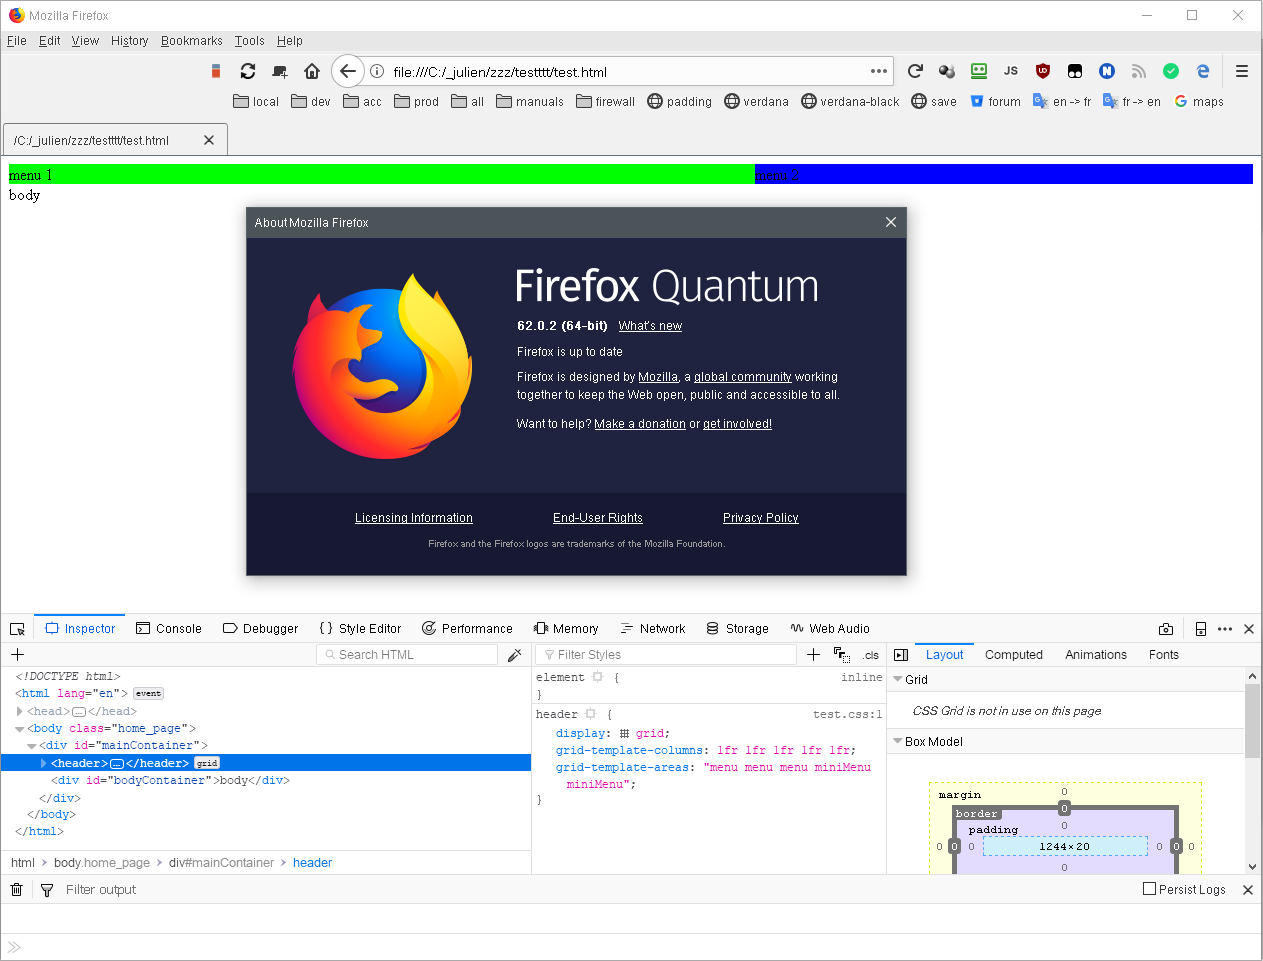 Mozilla Firefox
File Edit View History Bookmarks Tools Help
file:///C:/_julien/zzz/testttt/test.html
JS
local dev acc prod all manuals firewall padding verdana verdana-black save forum en -> fr fr -> en maps
/C:/_julien/zzz/testttt/test.html
menu 1 menu 2
body
About Mozilla Firefox
Firefox Quantum
62.0.2 (64-bit) What's new
Firefox is up to date
Firefox is designed by Mozilla, a global community working
together to keep the Web open, public and accessible to all.
Want to help? Make a donation or get involved!
Licensing Information End-User Rights Privacy Policy
Firefox and the Firefox logos are trademarks of the Mozilla Foundation.
Inspector Console Debugger Style Editor Performance Memory Network Storage Web Audio
Search HTML
<!DOCTYPE html>
<html lang="en"> event
<head>…</head>
<body class="home_page">
<div id="mainContainer">
<header>…</header> grid
<div id="bodyContainer">body</div>
</div>
</body>
</html>
html > body.home_page > div#mainContainer > header
Filter Styles .cls
element { inline
}
header { test.css:1
display: grid;
grid-template-columns: 1fr 1fr 1fr 1fr 1fr;
grid-template-areas: "menu menu menu miniMenu
miniMenu";
}
Layout Computed Animations Fonts
Grid
CSS Grid is not in use on this page
Box Model
margin 0
border 0
padding 0
0 0 0 1244×20 0 0 0
0
Filter output Persist Logs